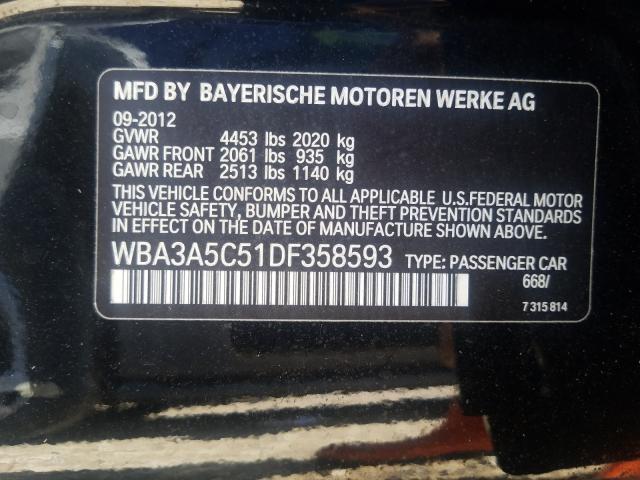 MFD BY BAYERISCHE MOTOREN WERKE AG
09-2012
GVWR 4453 lbs 2020 kg
GAWR FRONT 2061 lbs 935 kg
GAWR REAR 2513 lbs 1140 kg
THIS VEHICLE CONFORMS TO ALL APPLICABLE U.S.FEDERAL MOTOR
VEHICLE SAFETY, BUMPER AND THEFT PREVENTION STANDARDS
IN EFFECT ON THE DATE OF MANUFACTURE SHOWN ABOVE.
WBA3A5C51DF358593 TYPE: PASSENGER CAR
668/
7 315 814